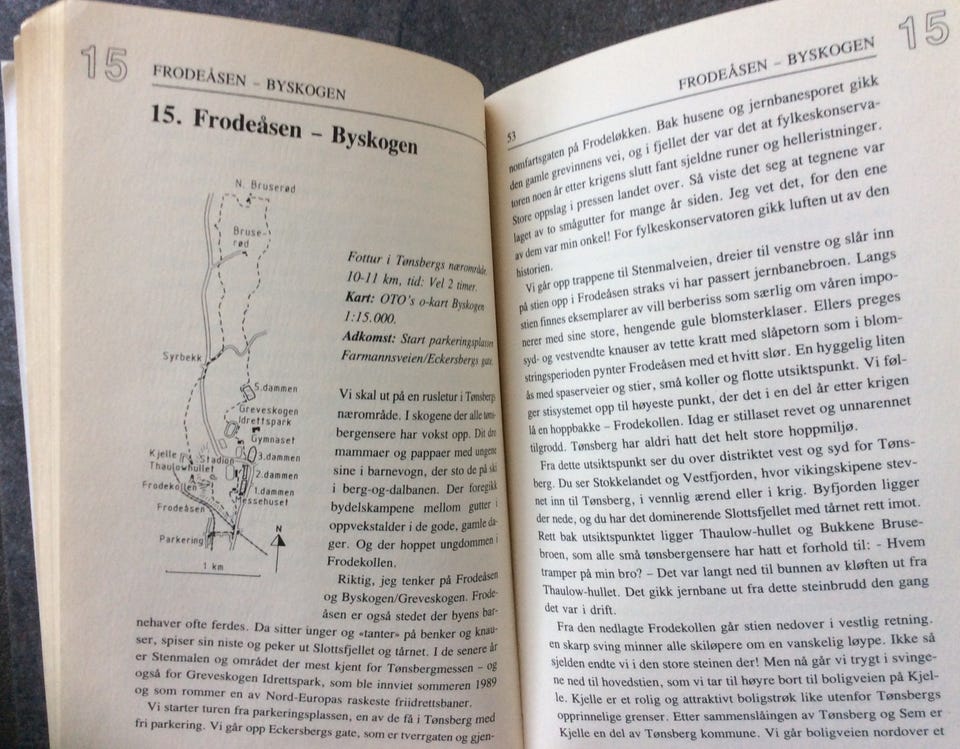 15
FRODEÅSEN – BYSKOGEN
15. Frodeåsen – Byskogen
N. Bruserød
Bruse-
rød
Syrbekk
S.dammen
Greveskogen
Idrettspark
Gymnaset
Kjelle
Stadion
3.dammen
Thaulowhullet
2.dammen
Frodekollen
1.dammen
Messehuset
Frodeåsen
Parkering
N
1 km
Fottur i Tønsbergs nærområde.
10-11 km, tid: Vel 2 timer.
Kart: OTO's o-kart Byskogen
1:15.000.
Adkomst: Start parkeringsplassen
Farmannsveien/Eckersbergs gate.
Vi skal ut på en rusletur i Tønsbergs
nærområde. I skogene der alle tøns-
bergensere har vokst opp. Dit dro
mammaer og pappaer med ungene
sine i barnevogn, der sto de på ski
i berg-og-dalbanen. Der foregikk
bydelskampene mellom gutter i
oppvekstalder i de gode, gamle da-
ger. Og der hoppet ungdommen i
Frodekollen.
Riktig, jeg tenker på Frodeåsen
og Byskogen/Greveskogen. Frode-
åsen er også stedet der byens bar-
nehaver ofte ferdes. Da sitter unger og «tanter» på benker og knau-
ser, spiser sin niste og peker ut Slottsfjellet og tårnet. I de senere år
er Stenmalen og området der mest kjent for Tønsbergmessen – og
også for Greveskogen Idrettspark, som ble innviet sommeren 1989
og som rommer en av Nord-Europas raskeste friidrettsbaner.
Vi starter turen fra parkeringsplassen, en av de få i Tønsberg med
fri parkering. Vi går opp Eckersbergs gate, som er tverrgaten og gjen-
15
FRODEÅSEN – BYSKOGEN
53
nomfartsgaten på Frodeløkken. Bak husene og jernbanesporet gikk
den gamle grevinnens vei, og i fjellet der var det at fylkeskonserva-
toren noen år etter krigens slutt fant sjeldne runer og helleristninger.
Store oppslag i pressen landet over. Så viste det seg at tegnene var
laget av to smågutter for mange år siden. Jeg vet det, for den ene
av dem var min onkel! For fylkeskonservatoren gikk luften ut av den
historien.
Vi går opp trappene til Stenmalveien, dreier til venstre og slår inn
på stien opp i Frodeåsen straks vi har passert jernbanebroen. Langs
stien finnes eksemplarer av vill berberiss som særlig om våren impo-
nerer med sine store, hengende gule blomsterklaser. Ellers preges
syd- og vestvendte knauser av tette kratt med slåpetorn som i blom-
stringsperioden pynter Frodeåsen med et hvitt slør. En hyggelig liten
ås med spaserveier og stier, små koller og flotte utsiktspunkt. Vi føl-
ger stisystemet opp til høyeste punkt, der det i en del år etter krigen
lå en hoppbakke – Frodekollen. Idag er stillaset revet og unnarennet
tilgrodd. Tønsberg har aldri hatt det helt store hoppmiljø.
Fra dette utsiktspunkt ser du over distriktet vest og syd for Tøns-
berg. Du ser Stokkelandet og Vestfjorden, hvor vikingskipene stev-
net inn til Tønsberg, i vennlig ærend eller i krig. Byfjorden ligger
der nede, og du har det dominerende Slottsfjellet med tårnet rett imot.
Rett bak utsiktspunktet ligger Thaulow-hullet og Bukkene Bruse-
broen, som alle små tønsbergensere har hatt et forhold til: - Hvem
tramper på min bro? – Det var langt ned til bunnen av kløften ut fra
Thaulow-hullet. Det gikk jernbane ut fra dette steinbrudd den gang
det var i drift.
Fra den nedlagte Frodekollen går stien nedover i vestlig retning.
en skarp sving minner alle skiløpere om en vanskelig løype. Ikke så
sjelden endte vi i den store steinen der! Men nå går vi trygt i svinge-
ne ned til hovedstien, som vi tar til høyre bort til boligveien på Kjel-
le. Kjelle er et rolig og attraktivt boligstrøk like utenfor Tønsbergs
opprinnelige grenser. Etter sammenslåingen av Tønsberg og Sem er
Kjelle en del av Tønsberg kommune. Vi går boligveien nordover et